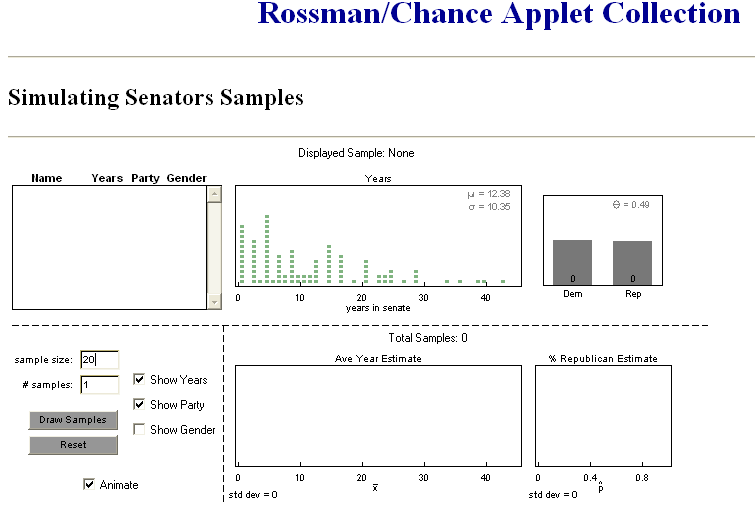 Rossman/Chance Applet Collection
Simulating Senators Samples
Displayed Sample: None
Name Years Party Gender
Years
μ = 12.38
σ = 10.35
0 10 20 30 40
years in senate
θ = 0.49
0 0
Dem Rep
Total Samples: 0
sample size: 20
# samples: 1
Draw Samples
Reset
Show Years
Show Party
Show Gender
Animate
Ave Year Estimate
0 10 20 30 40
x̄
std dev = 0
% Republican Estimate
0 0.4 0.8
p̂
std dev = 0